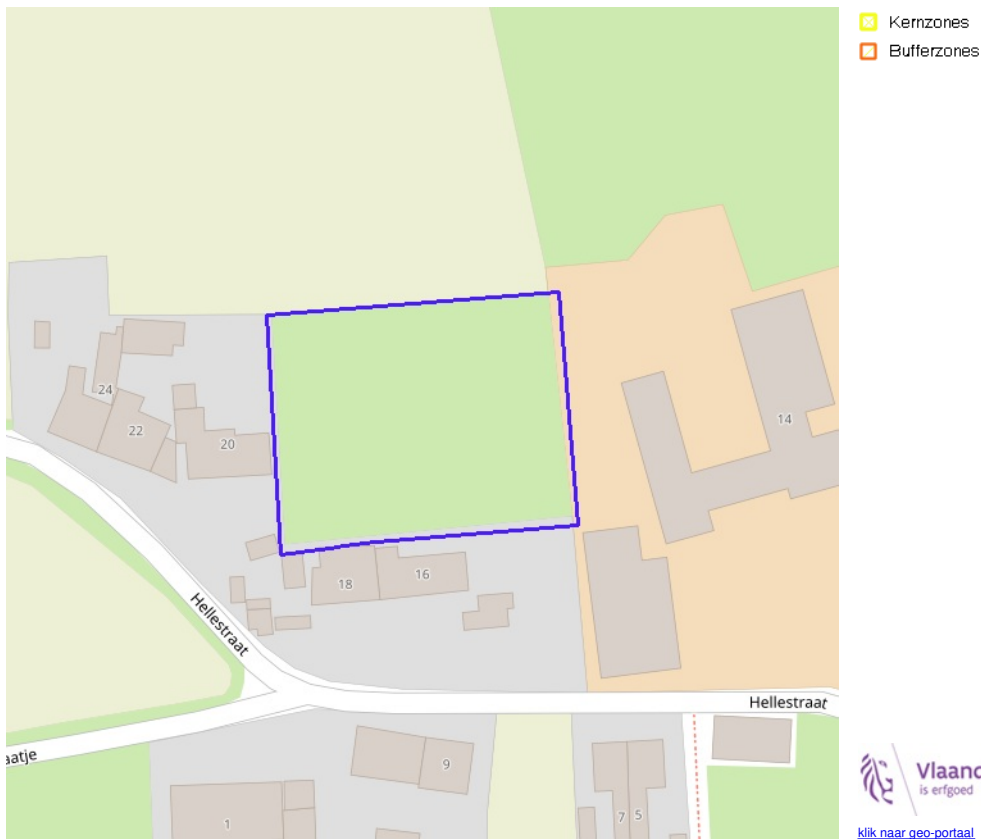 Kernzones
Bufferzones
24
22
20
14
18
16
Hellestraat
Hellestraat
aatje
9
1
7
5
Vlaand
is erfgoed
klik naar geo-portaal